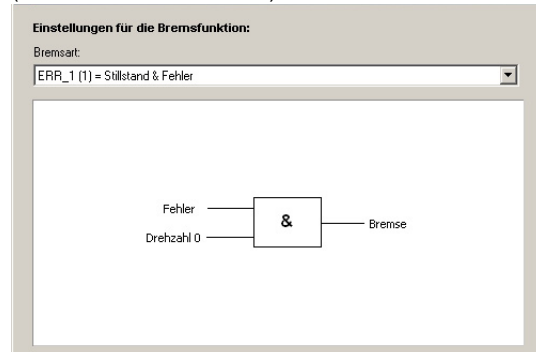 Einstellungen für die Bremsfunktion:
Bremsart:
ERR_1 (1) = Stillstand & Fehler
Fehler
&
Drehzahl 0
Bremse